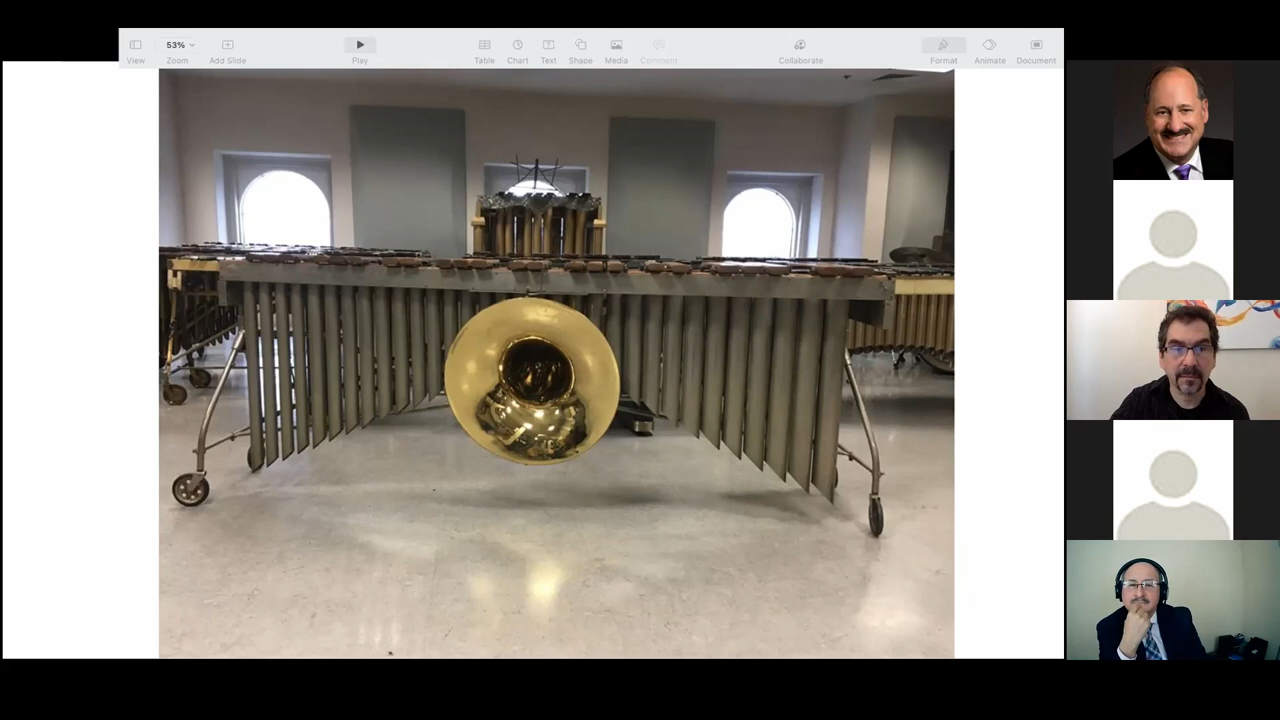 53%
View
Zoom
Add Slide
Play
Table
Chart
Text
Shape
Media
Comment
Collaborate
Format
Animate
Document